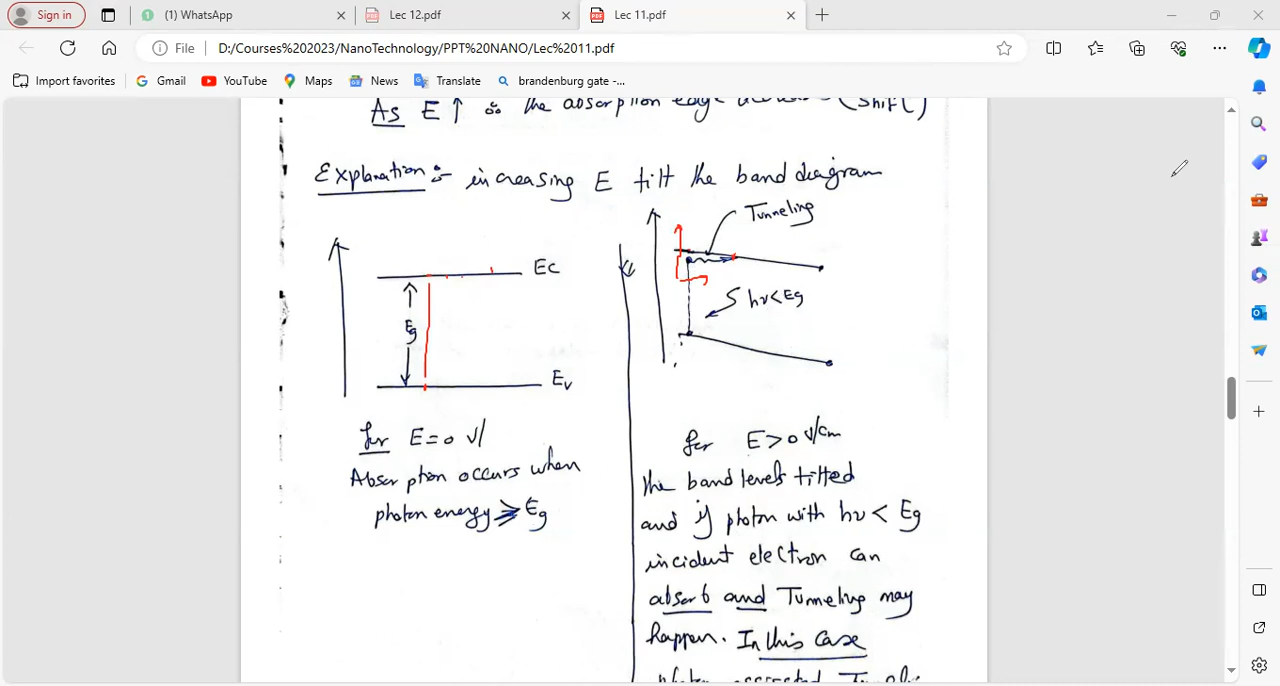 Sign in
(1) WhatsApp
Lec 12.pdf
Lec 11.pdf
File
D:/Courses%202023/NanoTechnology/PPT%20NANO/Lec%2011.pdf
Import favorites
Gmail
YouTube
Maps
News
Translate
brandenburg gate -...
As E ↑ ∴ the absorption edge (shift)
Explanation:- increasing E tilt the band diagram
Tunneling
Ec
Eg
hν < Eg
Ev
for E = 0 V/
Absorption occurs when
photon energy ≥ Eg
for E > 0 V/cm
the band levels tilted
and if photon with hν < Eg
incident electron can
absorb and Tunneling may
happen. In this case